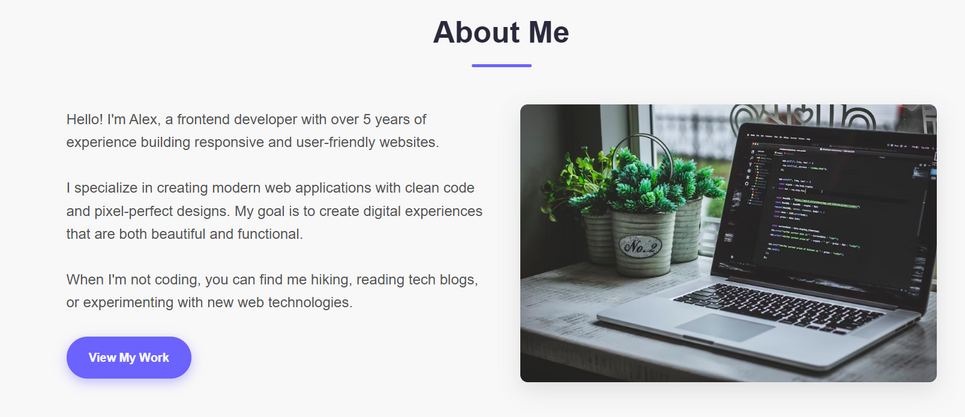 About Me
Hello! I'm Alex, a frontend developer with over 5 years of
experience building responsive and user-friendly websites.
I specialize in creating modern web applications with clean code
and pixel-perfect designs. My goal is to create digital experiences
that are both beautiful and functional.
When I'm not coding, you can find me hiking, reading tech blogs,
or experimenting with new web technologies.
View My Work
No. 2